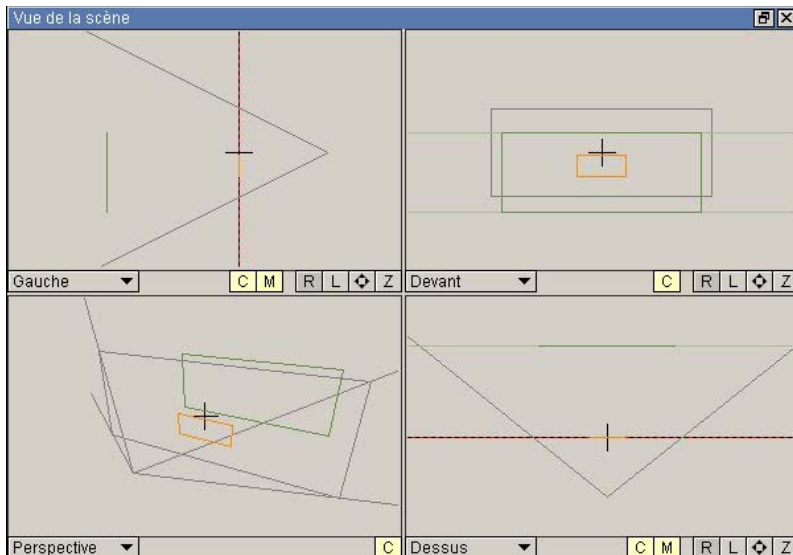 Vue de la scène
Gauche C M R L Z
Devant C R L Z
Perspective C
Dessus C M R L Z